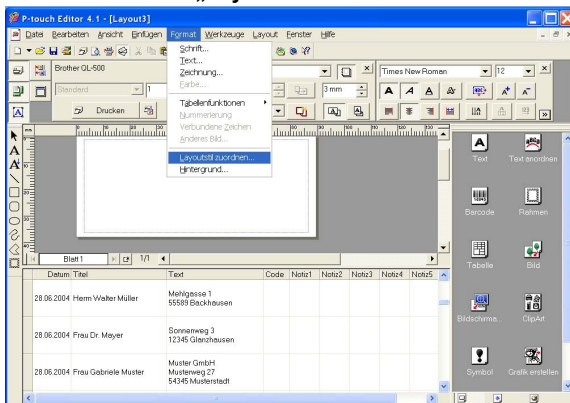 P-touch Editor 4.1 - [Layout3]
Datei Bearbeiten Ansicht Einfügen Format Werkzeuge Layout Fenster Hilfe
Schrift...
Text...
Zeichnung...
Farbe...
Tabellenfunktionen
Nummerierung
Verbundene Zeichen
Anderes Bild...
Layoutstil zuordnen...
Hintergrund...
Brother QL-500
Standard
1
Drucken
3 mm
Times New Roman
12
Blatt 1
1/1
Text
Text anordnen
Barcode
Rahmen
Tabelle
Bild
Bildschirma...
ClipArt
Symbol
Grafik erstellen
Datum Titel Text Code Notiz1 Notiz2 Notiz3 Notiz4 Notiz5
28.06.2004 Herrn Walter Müller Mehlgasse 1
55589 Backhausen
28.06.2004 Frau Dr. Mayer Sonnenweg 3
12345 Glanzhausen
28.06.2004 Frau Gabriele Muster Muster GmbH
Musterweg 27
54345 Musterstadt